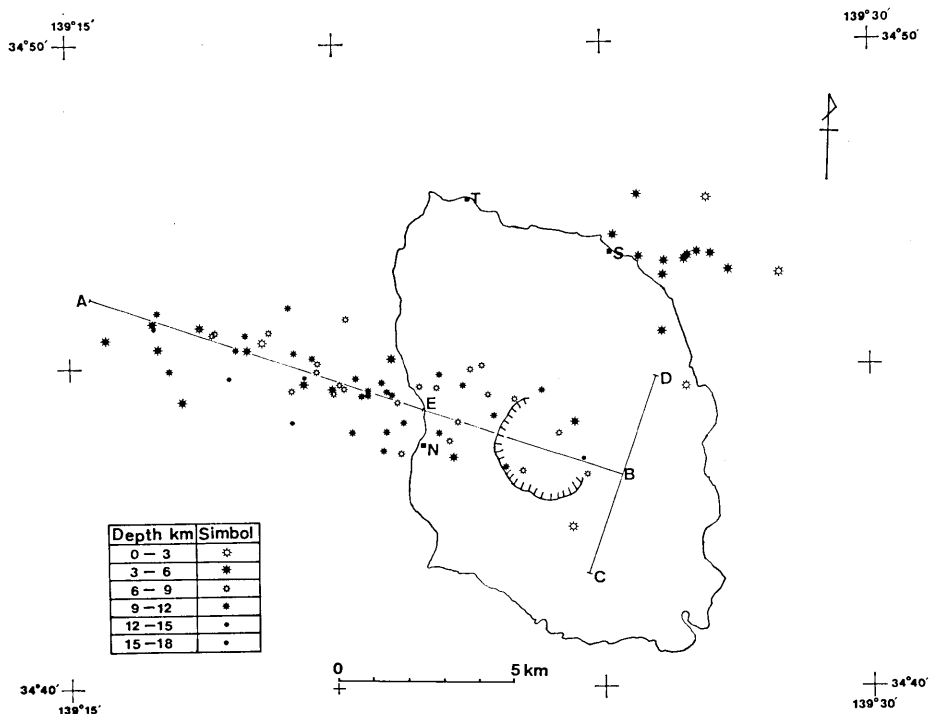 139°15′
34°50′
139°30′
34°50′
T
S
A
D
E
N
B
C
Depth km Simbol
0 – 3
3 – 6
6 – 9
9 – 12
12 – 15
15 – 18
0 5 km
34°40′
139°15′
34°40′
139°30′